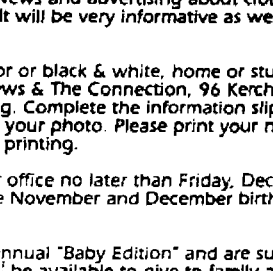 News and advertising about
It will be very informative as we
or or black & white, home or stu
ws & The Connection, 96 Kerch
g. Complete the information slip
your photo. Please print your n
printing.
office no later than Friday, Dec
e November and December birth
nnual "Baby Edition" and are su
be available to give to family a